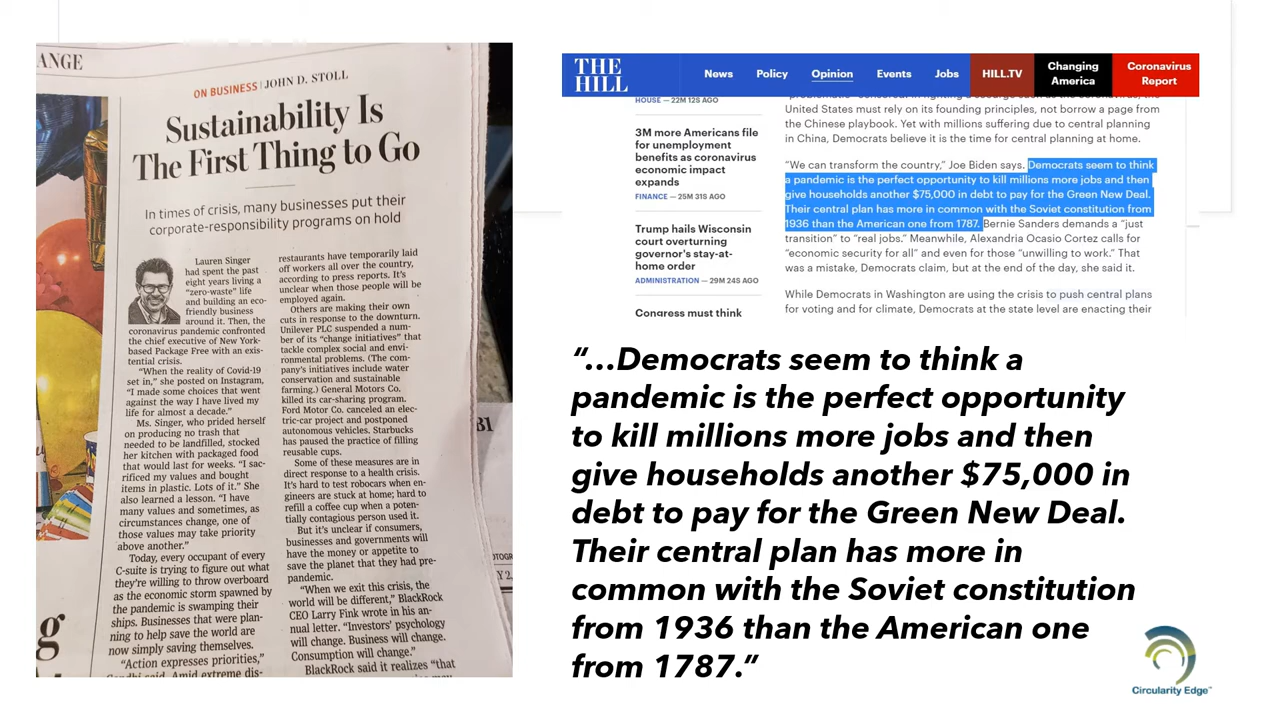 ANGE
ON BUSINESS | JOHN D. STOLL
Sustainability Is
The First Thing to Go
In times of crisis, many businesses put their
corporate-responsibility programs on hold
Lauren Singer
had spent the past
eight years living a
“zero-waste” life
and building an eco-
friendly business
around it. Then, the
coronavirus pandemic confronted
the chief executive of New York-
based Package Free with an exis-
tential crisis.
“When the reality of Covid-19
set in,” she posted on Instagram,
“I made some choices that went
against the way I have lived my
life for almost a decade.”
Ms. Singer, who prided herself
on producing no trash that
needed to be landfilled, stocked
her kitchen with packaged food
that would last for weeks. “I sac-
rificed my values and bought
items in plastic. Lots of it.” She
also learned a lesson. “I have
many values and sometimes, as
circumstances change, one of
those values may take priority
above another.”
Today, every occupant of every
C-suite is trying to figure out what
they’re willing to throw overboard
as the economic storm spawned by
the pandemic is swamping their
ships. Businesses that were plan-
ning to help save the world are
now simply saving themselves.
“Action expresses priorities,”
restaurants have temporarily laid
off workers all over the country,
according to press reports. It’s
unclear when those people will be
employed again.
Others are making their own
cuts in response to the downturn.
Unilever PLC suspended a num-
ber of its “change initiatives” that
tackle complex social and envi-
ronmental problems. (The com-
pany’s initiatives include water
conservation and sustainable
farming.) General Motors Co.
killed its car-sharing program.
Ford Motor Co. canceled an elec-
tric-car project and postponed
autonomous vehicles. Starbucks
has paused the practice of filling
reusable cups.
Some of these measures are in
direct response to a health crisis.
It’s hard to test robocars when en-
gineers are stuck at home; hard to
refill a coffee cup when a poten-
tially contagious person used it.
But it’s unclear if consumers,
businesses and governments will
have the money or appetite to
save the planet that they had pre-
pandemic.
“When we exit this crisis, the
world will be different,” BlackRock
CEO Larry Fink wrote in his an-
nual letter. “Investors’ psychology
will change. Business will change.
Consumption will change.”
BlackRock said it realizes “that
g
THE
HILL
News Policy Opinion Events Jobs HILL.TV Changing America Coronavirus Report
HOUSE — 22M 12S AGO
3M more Americans file
for unemployment
benefits as coronavirus
economic impact
expands
FINANCE — 25M 31S AGO
Trump hails Wisconsin
court overturning
governor's stay-at-
home order
ADMINISTRATION — 29M 24S AGO
Congress must think
United States must rely on its founding principles, not borrow a page from
the Chinese playbook. Yet with millions suffering due to central planning
in China, Democrats believe it is the time for central planning at home.
“We can transform the country,” Joe Biden says. Democrats seem to think
a pandemic is the perfect opportunity to kill millions more jobs and then
give households another $75,000 in debt to pay for the Green New Deal.
Their central plan has more in common with the Soviet constitution from
1936 than the American one from 1787. Bernie Sanders demands a “just
transition” to “real jobs.” Meanwhile, Alexandria Ocasio Cortez calls for
“economic security for all” and even for those “unwilling to work.” That
was a mistake, Democrats claim, but at the end of the day, she said it.
While Democrats in Washington are using the crisis to push central plans
for voting and for climate, Democrats at the state level are enacting their
“...Democrats seem to think a
pandemic is the perfect opportunity
to kill millions more jobs and then
give households another $75,000 in
debt to pay for the Green New Deal.
Their central plan has more in
common with the Soviet constitution
from 1936 than the American one
from 1787.”
Circularity Edge™